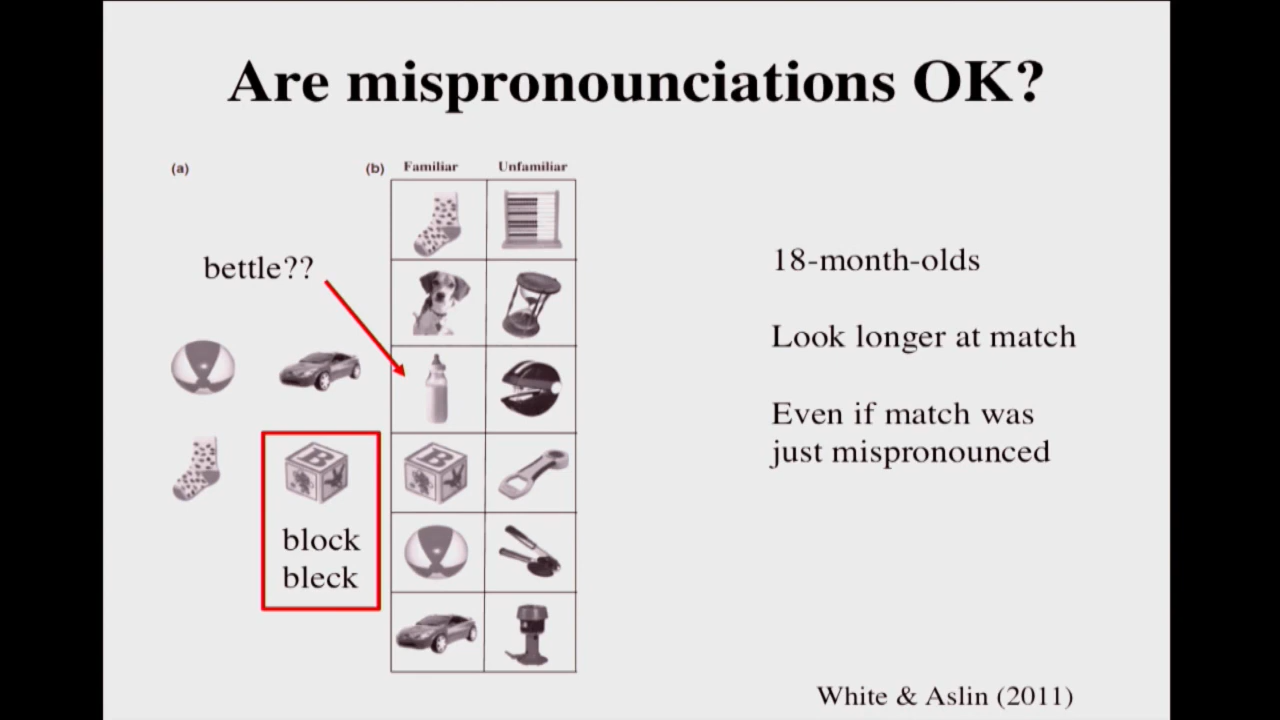 Are mispronounciations OK?
(a)
(b) Familiar Unfamiliar
bettle??
block
bleck
18-month-olds
Look longer at match
Even if match was
just mispronounced
White & Aslin (2011)